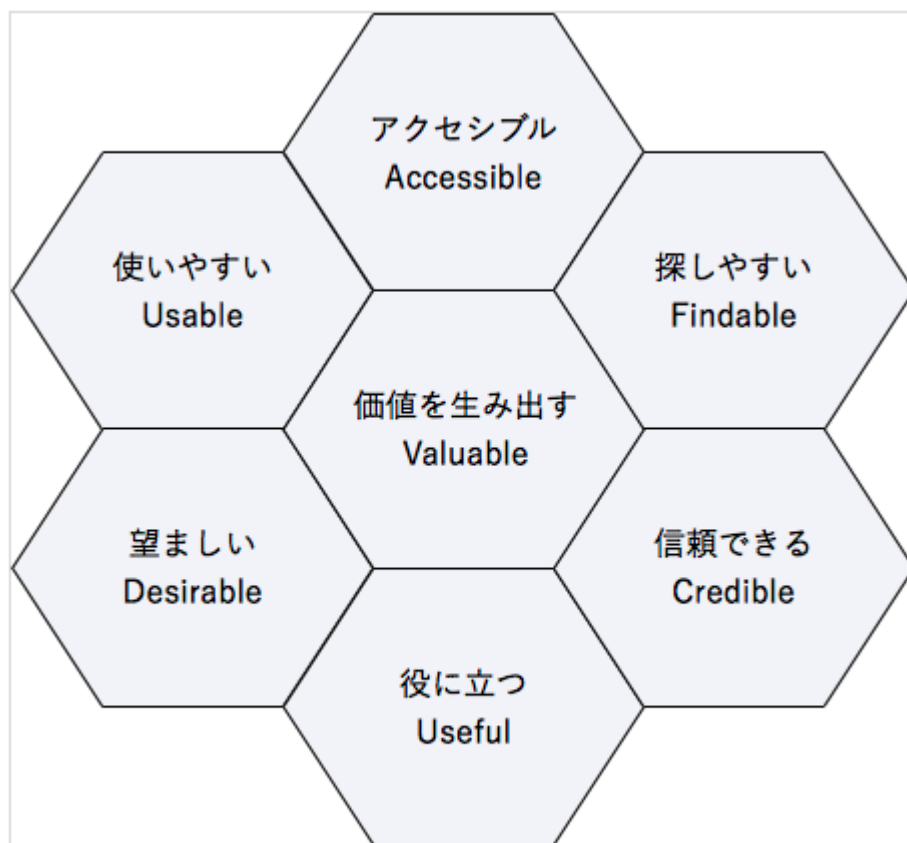 アクセシブル
Accessible
使いやすい
Usable
探しやすい
Findable
価値を生み出す
Valuable
望ましい
Desirable
信頼できる
Credible
役に立つ
Useful